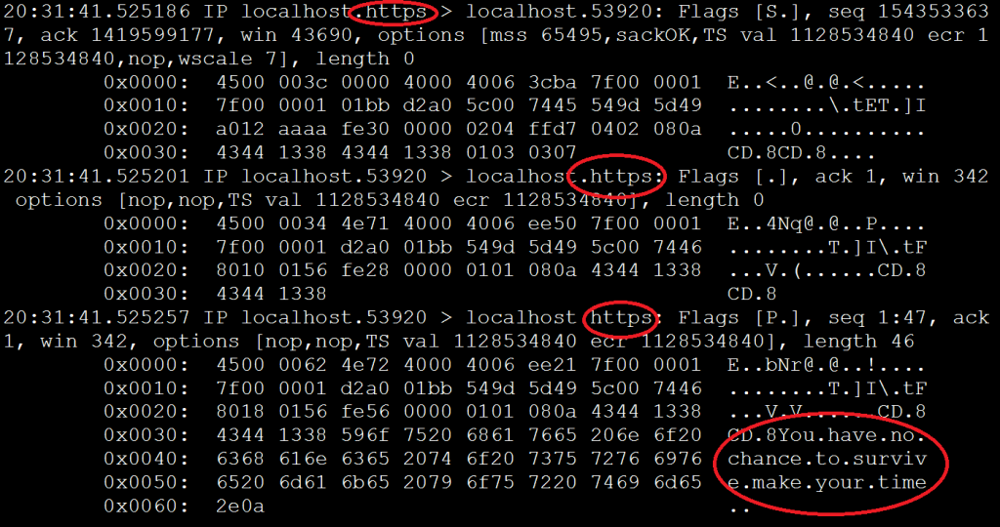 20:31:41.525186 IP localhost.https > localhost.53920: Flags [S.], seq 154353363
7, ack 1419599177, win 43690, options [mss 65495,sackOK,TS val 1128534840 ecr 1
128534840,nop,wscale 7], length 0
0x0000: 4500 003c 0000 4000 4006 3cba 7f00 0001 E..<..@.@.<.....
0x0010: 7f00 0001 01bb d2a0 5c00 7445 549d 5d49 ........\.tET.]I
0x0020: a012 aaaa fe30 0000 0204 ffd7 0402 080a .....0..........
0x0030: 4344 1338 4344 1338 0103 0307 CD.8CD.8....
20:31:41.525201 IP localhost.53920 > localhost.https: Flags [.], ack 1, win 342
options [nop,nop,TS val 1128534840 ecr 1128534840], length 0
0x0000: 4500 0034 4e71 4000 4006 ee50 7f00 0001 E..4Nq@.@..P....
0x0010: 7f00 0001 d2a0 01bb 549d 5d49 5c00 7446 ........T.]I\.tF
0x0020: 8010 0156 fe28 0000 0101 080a 4344 1338 ...V.(......CD.8
0x0030: 4344 1338 CD.8
20:31:41.525257 IP localhost.53920 > localhost https: Flags [P.], seq 1:47, ack
1, win 342, options [nop,nop,TS val 1128534840 ecr 1128534840], length 46
0x0000: 4500 0062 4e72 4000 4006 ee21 7f00 0001 E..bNr@.@..!....
0x0010: 7f00 0001 d2a0 01bb 549d 5d49 5c00 7446 ........T.]I\.tF
0x0020: 8018 0156 fe56 0000 0101 080a 4344 1338 ...V.V......CD.8
0x0030: 4344 1338 596f 7520 6861 7665 206e 6f20 CD.8You.have.no.
0x0040: 6368 616e 6365 2074 6f20 7375 7276 6976 chance.to.surviv
0x0050: 6520 6d61 6b65 2079 6f75 7220 7469 6d65 e.make.your.time
0x0060: 2e0a ..